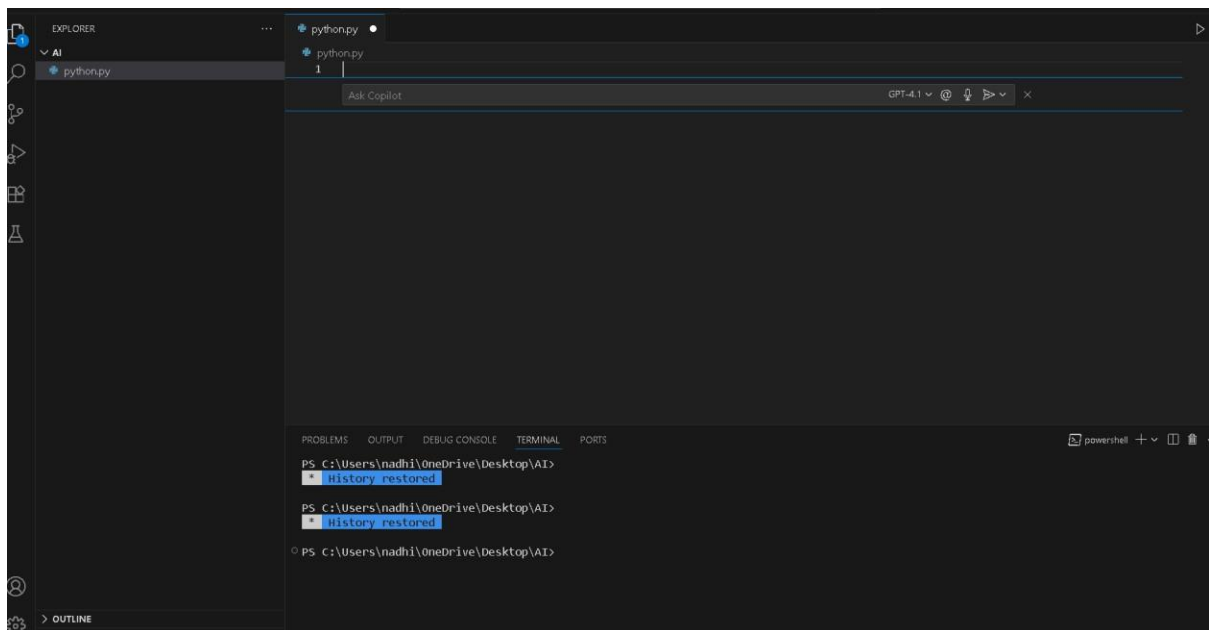 EXPLORER
python.py
1
AI
python.py
python.py
1
Ask Copilot
GPT-4.1
PROBLEMS OUTPUT DEBUG CONSOLE TERMINAL PORTS
powershell
PS C:\Users\nadhi\OneDrive\Desktop\AI>
* History restored
PS C:\Users\nadhi\OneDrive\Desktop\AI>
* History restored
PS C:\Users\nadhi\OneDrive\Desktop\AI>
OUTLINE